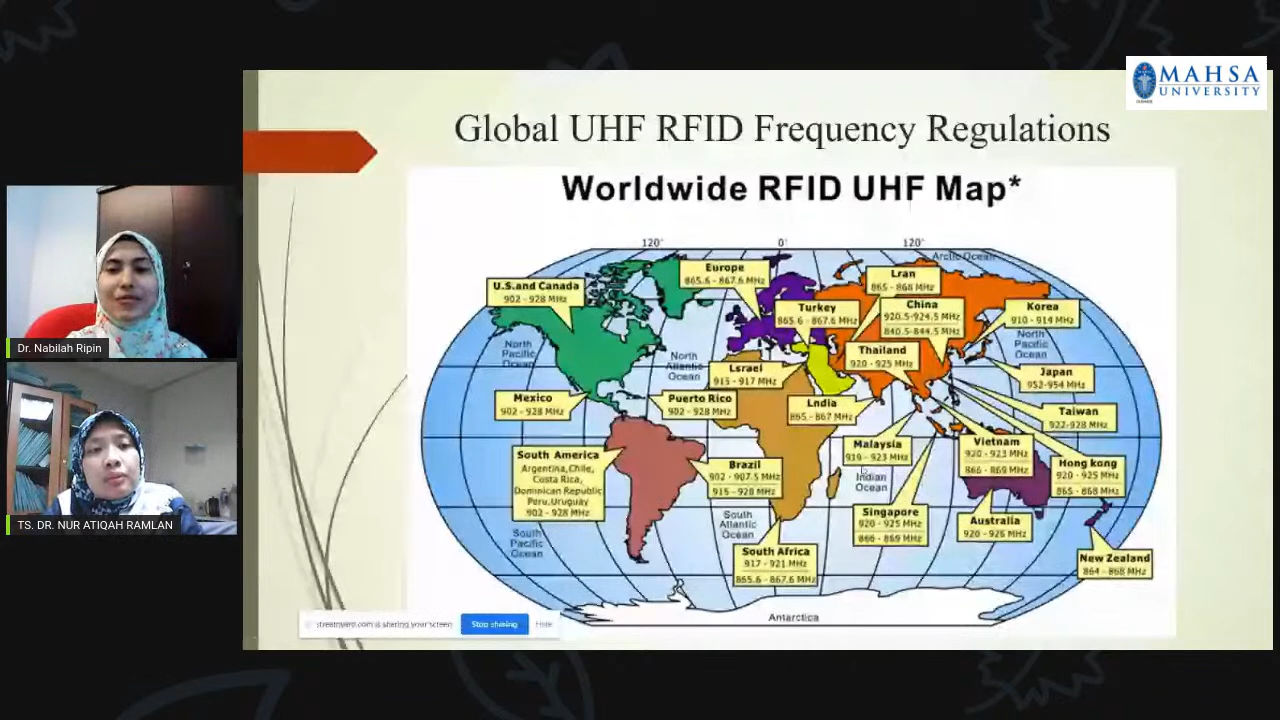 MAHSA
UNIVERSITY
Global UHF RFID Frequency Regulations
Worldwide RFID UHF Map*
120°
0°
120°
Arctic Ocean
Europe
865.6 - 867.6 MHz
Lran
865 - 868 MHz
U.S.and Canada
902 - 928 MHz
Turkey
865.6 - 867.6 MHz
China
920.5-924.5 MHz
840.5-844.5 MHz
Korea
910 - 914 MHz
North
Pacific
Ocean
North
Atlantic
Ocean
North
Pacific
Ocean
Thailand
920 - 925 MHz
Lsrael
915 - 917 MHz
Japan
952-954 MHz
Mexico
902 - 928 MHz
Puerto Rico
902 - 928 MHz
Lndia
865 - 867 MHz
Taiwan
922-928 MHz
Malaysia
919 - 923 MHz
Vietnam
920 - 923 MHz
866 - 869 MHz
South America
Argentina,Chile,
Costa Rica,
Dominican Republic
Peru,Uruguay
902 - 928 MHz
Brazil
902 - 907.5 MHz
915 - 928 MHz
Indian
Ocean
Hong kong
920 - 925 MHz
865 - 868 MHz
Singapore
920 - 925 MHz
866 - 869 MHz
Australia
920 - 926 MHz
South
Pacific
Ocean
South
Atlantic
Ocean
South Africa
917 - 921 MHz
865.6 - 867.6 MHz
New Zealand
864 - 868 MHz
Antarctica
streamyard.com is sharing your screen
Stop sharing
Hide
Dr. Nabilah Ripin
TS. DR. NUR ATIQAH RAMLAN